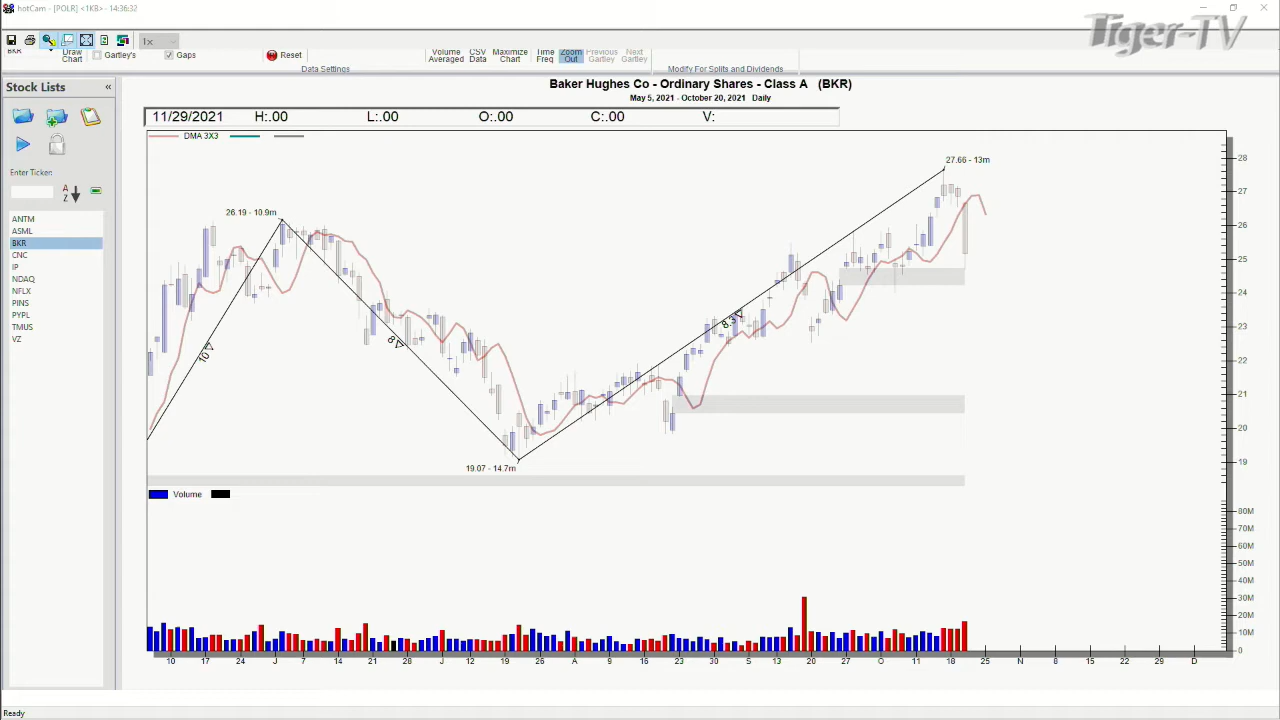 hotCam - [POLR] <1KB> - 14:36:32
Tiger-TV
1x
BKR
Draw Chart
Gartley's
Gaps
Reset
Volume Averaged
CSV Data
Maximize Chart
Time Freq
Zoom Out
Previous Gartley
Next Gartley
Data Settings
Modify For Splits and Dividends
Stock Lists «
Baker Hughes Co - Ordinary Shares - Class A (BKR)
May 5, 2021 - October 20, 2021 Daily
11/29/2021 H:.00 L:.00 O:.00 C:.00 V:
DMA 3X3
Enter Ticker:
A
Z
ANTM
ASML
BKR
CNC
IP
NDAQ
NFLX
PINS
PYPL
TMUS
VZ
27.66 - 13m
26.19 - 10.9m
19.07 - 14.7m
10
8
8.3
28
27
26
25
24
23
22
21
20
19
Volume
80M
70M
60M
50M
40M
30M
20M
10M
0
10 17 24 J 7 14 21 28 J 12 19 26 A 9 16 23 30 S 13 20 27 O 11 18 25 N 8 15 22 29 D
Ready